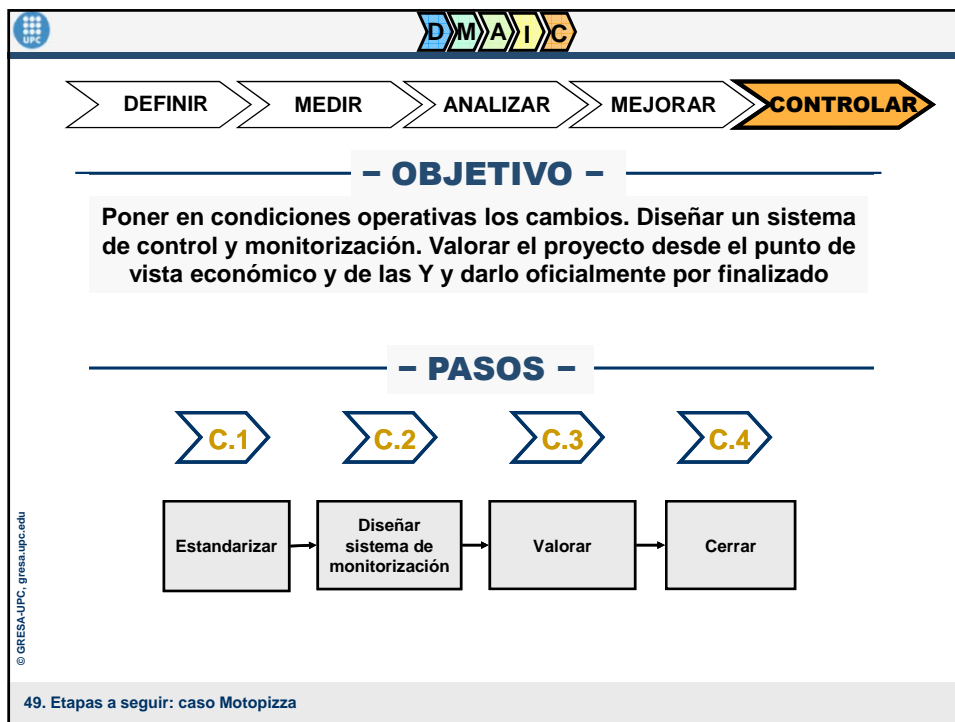 UPC
D M A I C
DEFINIR MEDIR ANALIZAR MEJORAR CONTROLAR
– OBJETIVO –
Poner en condiciones operativas los cambios. Diseñar un sistema
de control y monitorización. Valorar el proyecto desde el punto de
vista económico y de las Y y darlo oficialmente por finalizado
– PASOS –
C.1 C.2 C.3 C.4
Estandarizar
Diseñar
sistema de
monitorización
Valorar
Cerrar
© GRESA-UPC, gresa.upc.edu
49. Etapas a seguir: caso Motopizza